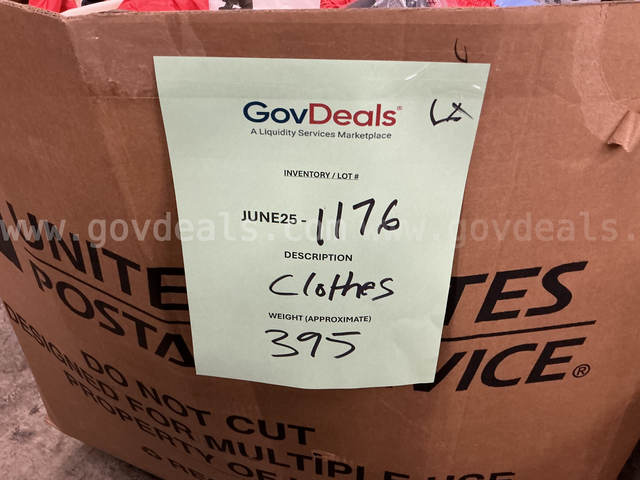 GovDeals®
A Liquidity Services Marketplace
INVENTORY / LOT #
JUNE25 - 1176
DESCRIPTION
Clothes
WEIGHT (APPROXIMATE)
395
www.govdeals.com
www.govdeals.
UNITE TES
POSTA VICE®
DESIGNED DO NOT CUT
FOR MULTIPLE USE
PROPERTY OF